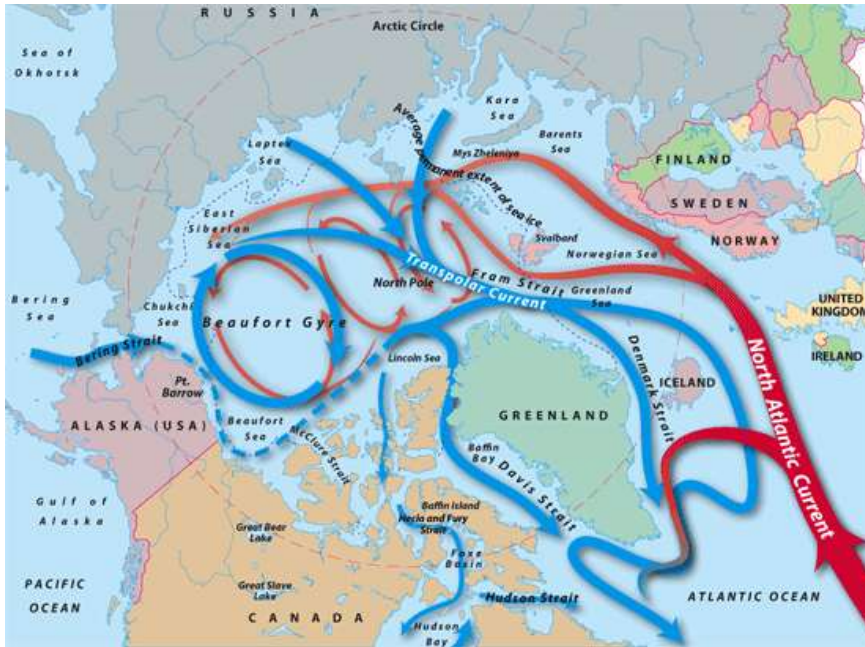 RUSSIA
Arctic Circle
Sea of
Okhotsk
Kara
Sea
Average permanent extent of sea ice
Laptev
Sea
Barents
Sea
Mys Zheleniya
FINLAND
SWEDEN
NORWAY
East
Siberian
Sea
Svalbard
Norwegian Sea
Bering
Sea
Chukchi
Sea
Beaufort Gyre
North Pole
Transpolar Current
Fram Strait
Greenland
Sea
UNITED
KINGDOM
IRELAND
Bering Strait
Lincoln Sea
Denmark Strait
ICELAND
North Atlantic Current
Pt.
Barrow
ALASKA (USA)
Beaufort
Sea
McClure Strait
GREENLAND
Baffin
Bay
Davis Strait
Gulf of
Alaska
Baffin Island
Hecla and Fury
Strait
Great Bear
Lake
Foxe
Basin
PACIFIC
OCEAN
Great Slave
Lake
Hudson Strait
ATLANTIC OCEAN
CANADA
Hudson
Bay